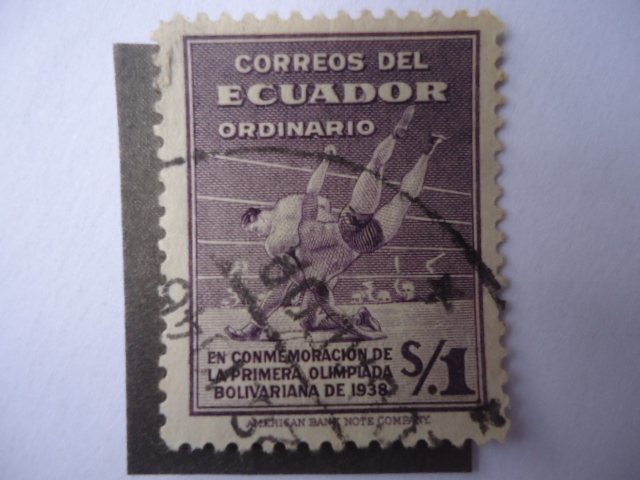 CORREOS DEL
ECUADOR
ORDINARIO
EN CONMEMORACIÓN DE
LA PRIMERA OLIMPIADA
BOLIVARIANA DE 1938
S/.1
AMERICAN BANK NOTE COMPANY.